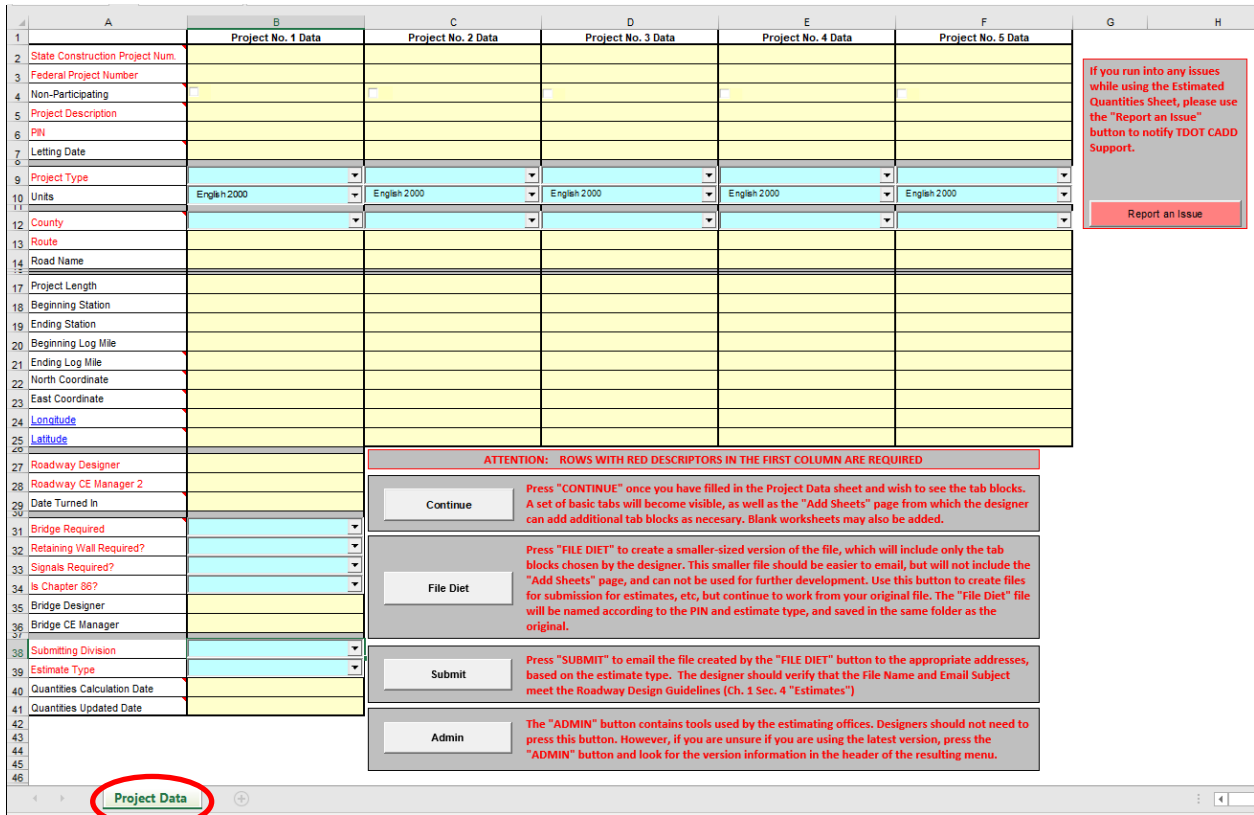 A B C D E F G H
1 Project No. 1 Data Project No. 2 Data Project No. 3 Data Project No. 4 Data Project No. 5 Data
2 State Construction Project Num.
3 Federal Project Number
4 Non-Participating
5 Project Description
6 PIN
7 Letting Date
8
9 Project Type
10 Units English 2000 English 2000 English 2000 English 2000 English 2000
11
12 County
13 Route
14 Road Name
17 Project Length
18 Beginning Station
19 Ending Station
20 Beginning Log Mile
21 Ending Log Mile
22 North Coordinate
23 East Coordinate
24 Longitude
25 Latitude
26
27 Roadway Designer
28 Roadway CE Manager 2
29 Date Turned In
30
31 Bridge Required
32 Retaining Wall Required?
33 Signals Required?
34 Is Chapter 86?
35 Bridge Designer
36 Bridge CE Manager
37
38 Submitting Division
39 Estimate Type
40 Quantities Calculation Date
41 Quantities Updated Date
42
43
44
45
46
If you run into any issues
while using the Estimated
Quantities Sheet, please use
the "Report an Issue"
button to notify TDOT CADD
Support.
Report an Issue
ATTENTION: ROWS WITH RED DESCRIPTORS IN THE FIRST COLUMN ARE REQUIRED
Continue
Press "CONTINUE" once you have filled in the Project Data sheet and wish to see the tab blocks.
A set of basic tabs will become visible, as well as the "Add Sheets" page from which the designer
can add additional tab blocks as necesary. Blank worksheets may also be added.
File Diet
Press "FILE DIET" to create a smaller-sized version of the file, which will include only the tab
blocks chosen by the designer. This smaller file should be easier to email, but will not include the
"Add Sheets" page, and can not be used for further development. Use this button to create files
for submission for estimates, etc, but continue to work from your original file. The "File Diet" file
will be named according to the PIN and estimate type, and saved in the same folder as the
original.
Submit
Press "SUBMIT" to email the file created by the "FILE DIET" button to the appropriate addresses,
based on the estimate type. The designer should verify that the File Name and Email Subject
meet the Roadway Design Guidelines (Ch. 1 Sec. 4 "Estimates")
Admin
The "ADMIN" button contains tools used by the estimating offices. Designers should not need to
press this button. However, if you are unsure if you are using the latest version, press the
"ADMIN" button and look for the version information in the header of the resulting menu.
Project Data